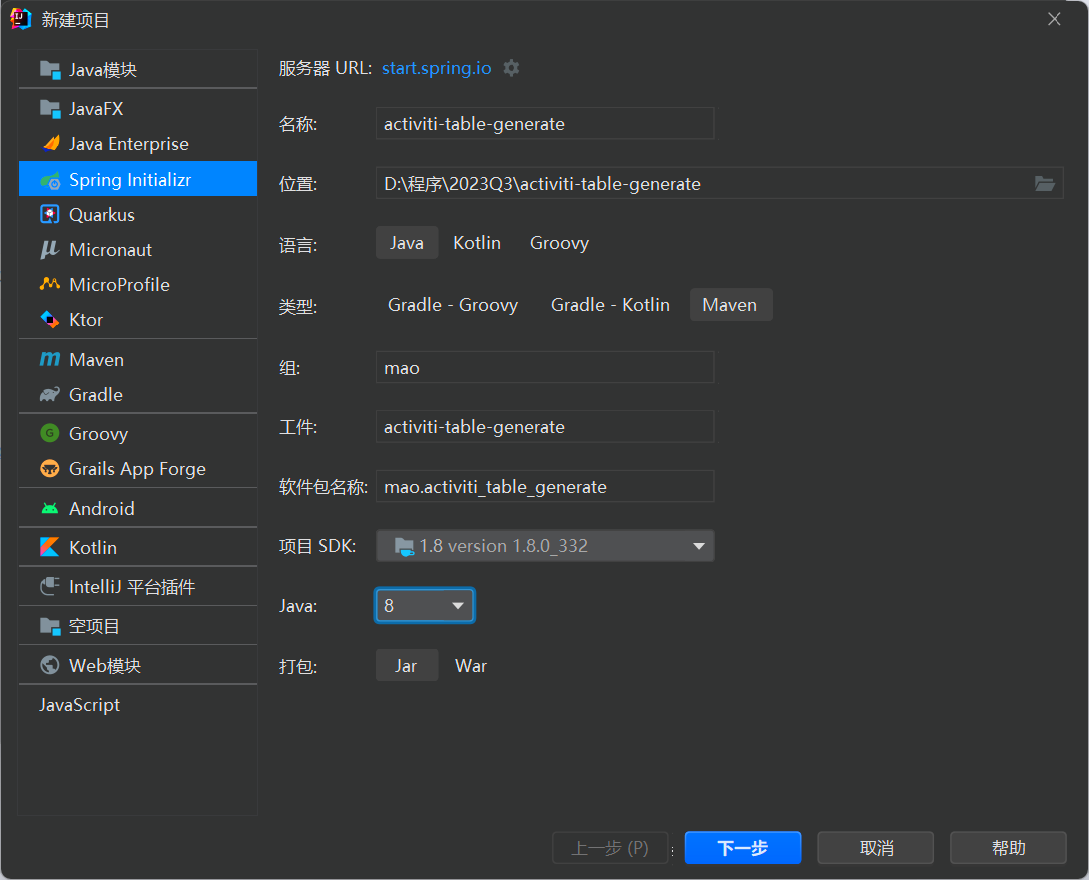 新建项目
Java模块
JavaFX
Java Enterprise
Spring Initializr
Quarkus
Micronaut
MicroProfile
Ktor
Maven
Gradle
Groovy
Grails App Forge
Android
Kotlin
IntelliJ 平台插件
空项目
Web模块
JavaScript
服务器 URL: start.spring.io
名称: activiti-table-generate
位置: D:\程序\2023Q3\activiti-table-generate
语言: Java Kotlin Groovy
类型: Gradle - Groovy Gradle - Kotlin Maven
组: mao
工件: activiti-table-generate
软件包名称: mao.activiti_table_generate
项目 SDK: 1.8 version 1.8.0_332
Java: 8
打包: Jar War
上一步 (P) 下一步 取消 帮助